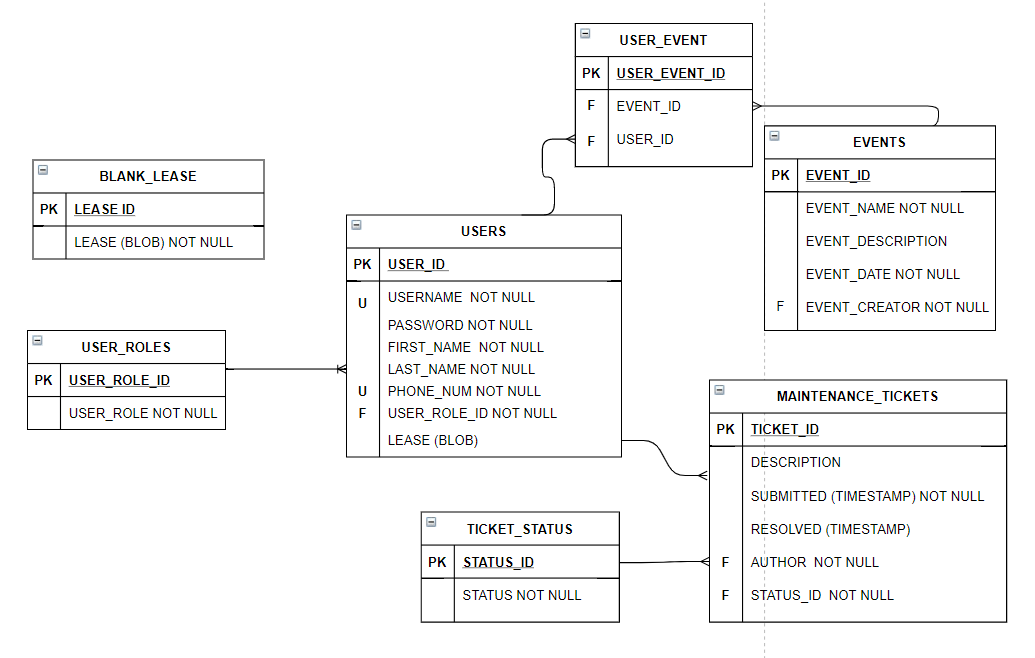 USER_EVENT
PK USER_EVENT_ID
F EVENT_ID
F USER_ID
EVENTS
PK EVENT_ID
EVENT_NAME NOT NULL
EVENT_DESCRIPTION
EVENT_DATE NOT NULL
F EVENT_CREATOR NOT NULL
BLANK_LEASE
PK LEASE ID
LEASE (BLOB) NOT NULL
USERS
PK USER_ID
U USERNAME NOT NULL
PASSWORD NOT NULL
FIRST_NAME NOT NULL
LAST_NAME NOT NULL
U PHONE_NUM NOT NULL
F USER_ROLE_ID NOT NULL
LEASE (BLOB)
USER_ROLES
PK USER_ROLE_ID
USER_ROLE NOT NULL
MAINTENANCE_TICKETS
PK TICKET_ID
DESCRIPTION
SUBMITTED (TIMESTAMP) NOT NULL
RESOLVED (TIMESTAMP)
F AUTHOR NOT NULL
F STATUS_ID NOT NULL
TICKET_STATUS
PK STATUS_ID
STATUS NOT NULL